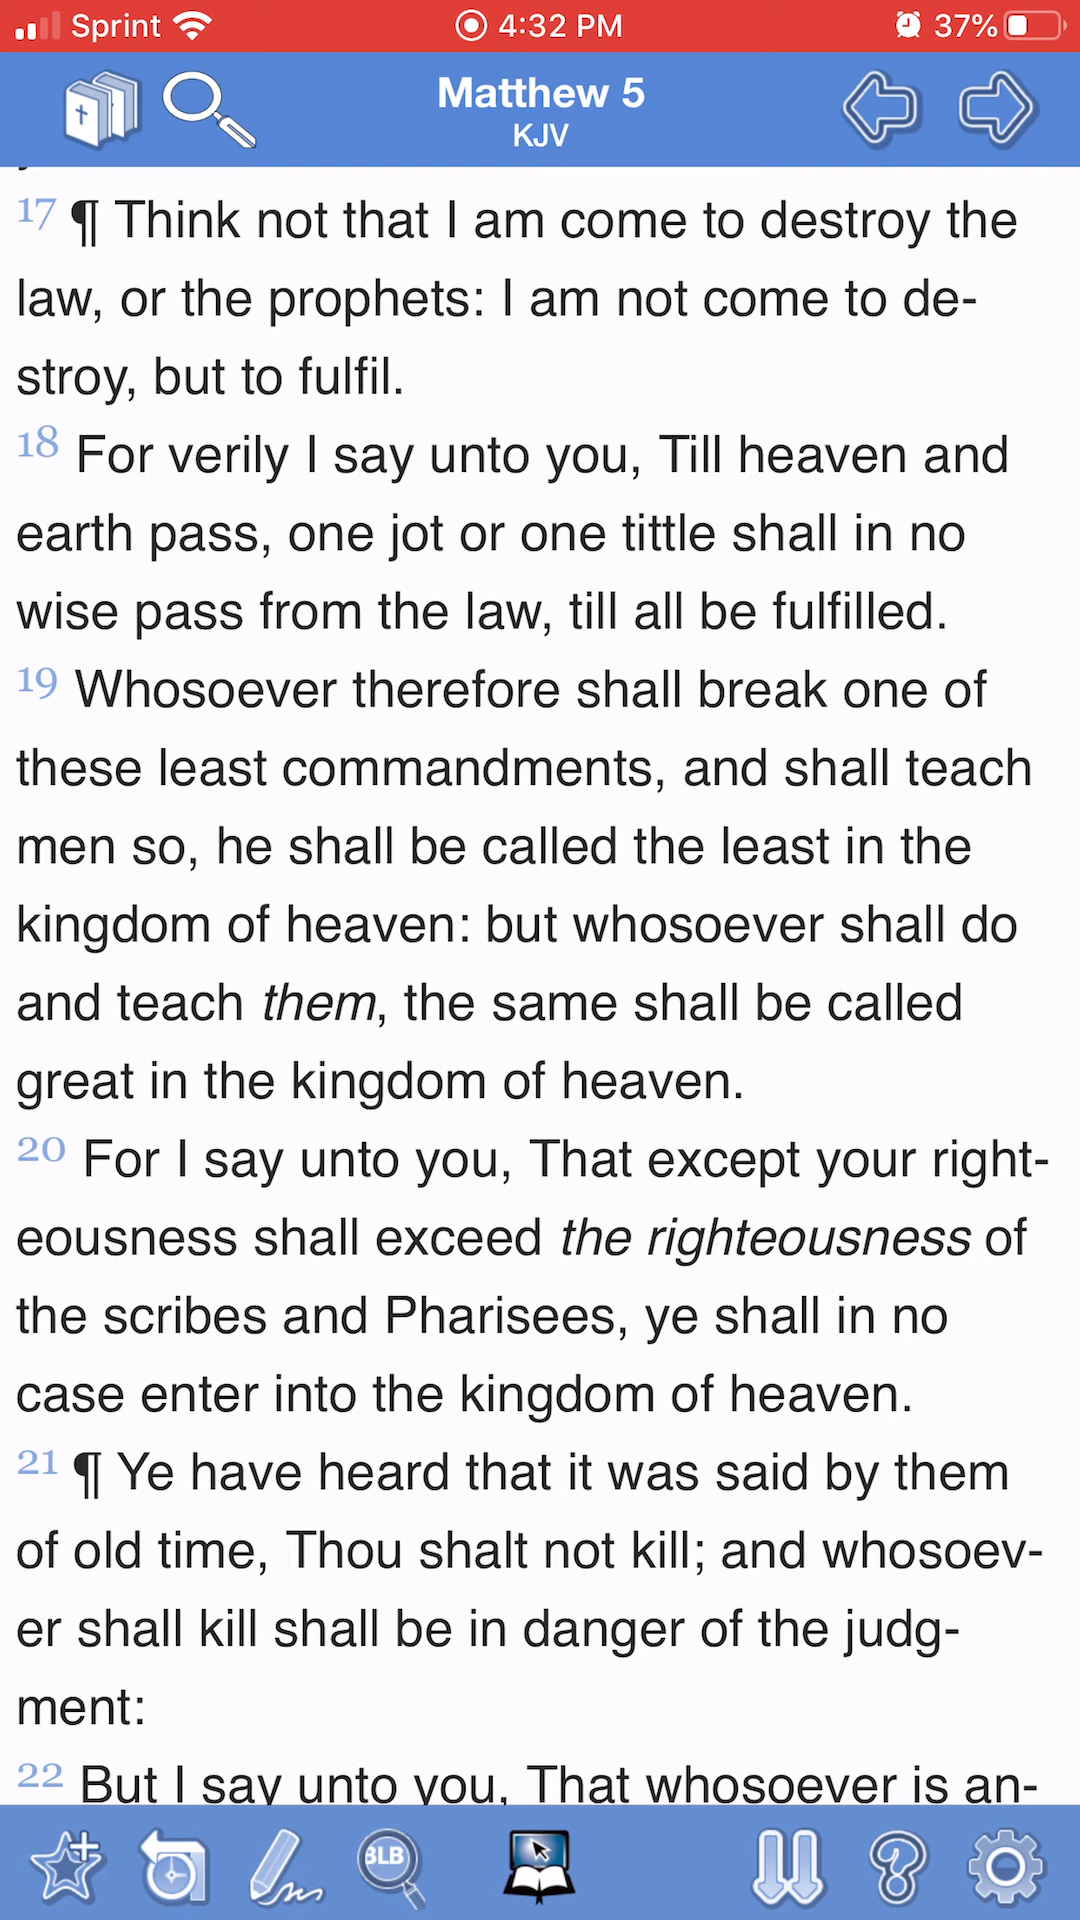 Sprint 4:32 PM 37%
Matthew 5
KJV
17 ¶ Think not that I am come to destroy the
law, or the prophets: I am not come to de-
stroy, but to fulfil.
18 For verily I say unto you, Till heaven and
earth pass, one jot or one tittle shall in no
wise pass from the law, till all be fulfilled.
19 Whosoever therefore shall break one of
these least commandments, and shall teach
men so, he shall be called the least in the
kingdom of heaven: but whosoever shall do
and teach them, the same shall be called
great in the kingdom of heaven.
20 For I say unto you, That except your right-
eousness shall exceed the righteousness of
the scribes and Pharisees, ye shall in no
case enter into the kingdom of heaven.
21 ¶ Ye have heard that it was said by them
of old time, Thou shalt not kill; and whosoev-
er shall kill shall be in danger of the judg-
ment:
22 But I say unto you, That whosoever is an-
BLB